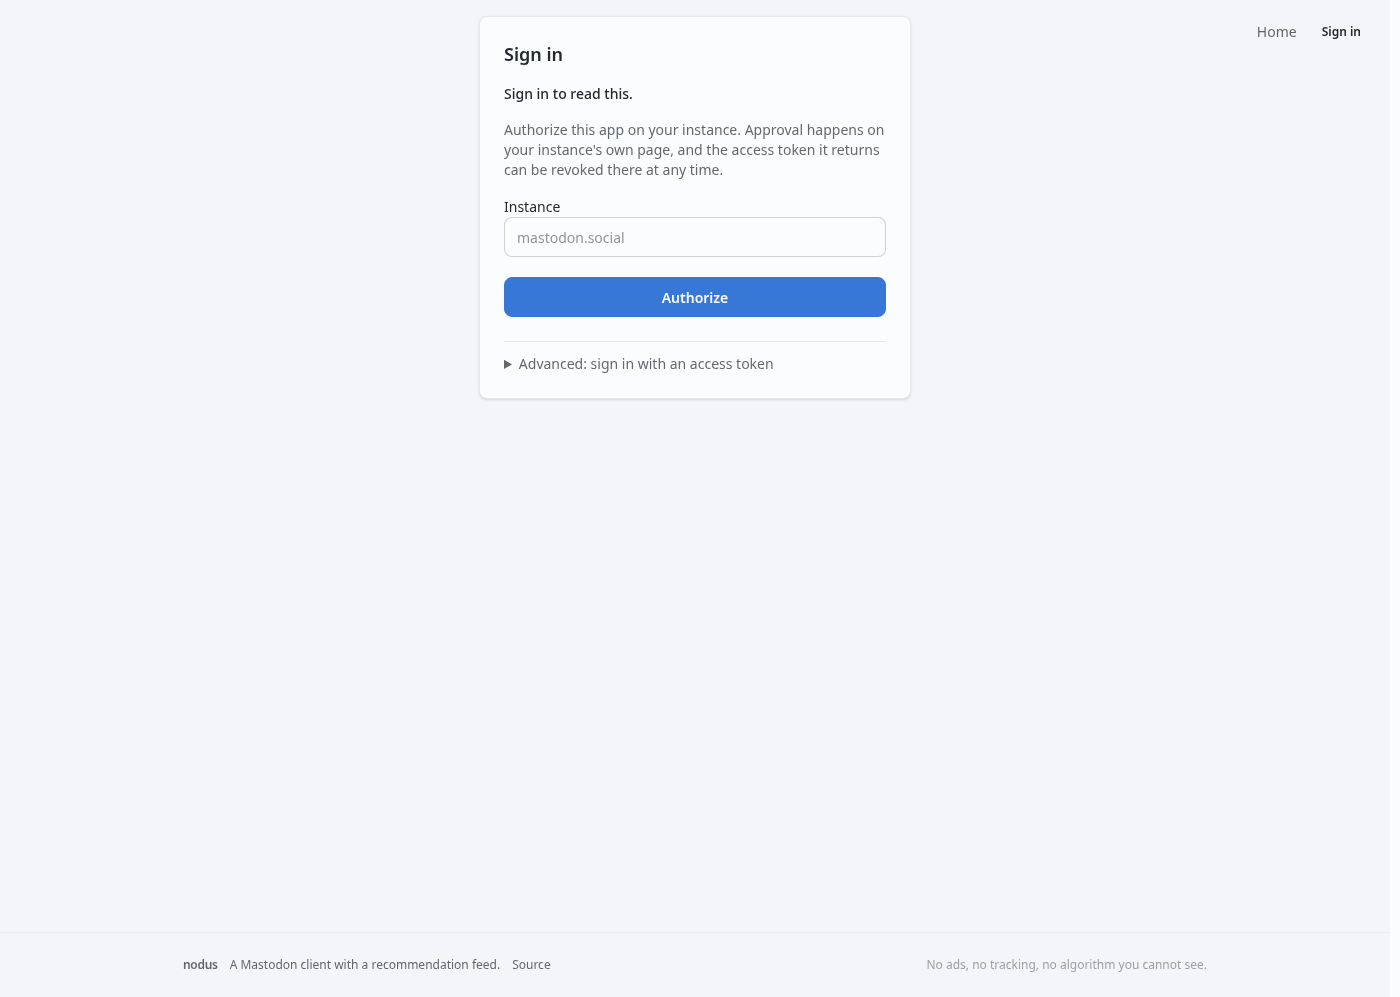 Home
Sign in
Sign in
Sign in to read this.
Authorize this app on your instance. Approval happens on
your instance's own page, and the access token it returns
can be revoked there at any time.
Instance
mastodon.social
Authorize
Advanced: sign in with an access token
nodus
A Mastodon client with a recommendation feed.
Source
No ads, no tracking, no algorithm you cannot see.